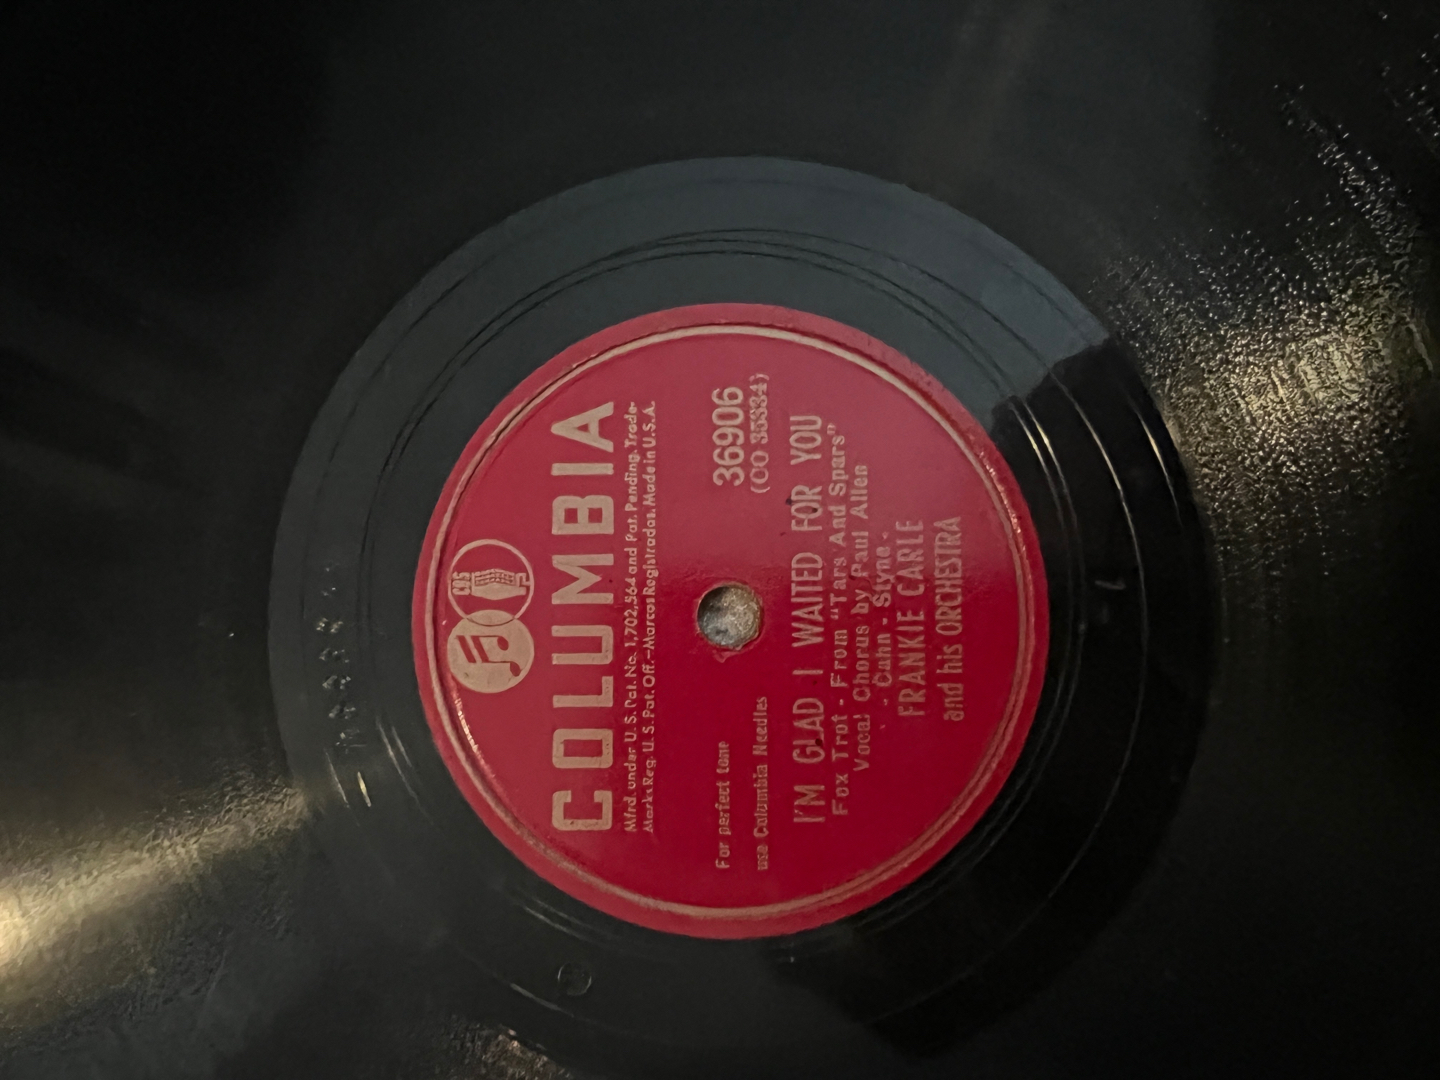 CBS
COLUMBIA
Mfrd. under U.S. Pat. No. 1,702,564 and Pat. Pending. Trade-
Marks Reg. U.S. Pat. Off.—Marcas Registradas. Made in U.S.A.
36906
(CO 35334)
For perfect tone
use Columbia Needles
I'M GLAD I WAITED FOR YOU
Fox Trot - From "Tars And Spars"
Vocal Chorus by Paul Allen
- Cahn - Styne -
FRANKIE CARLE
and his ORCHESTRA